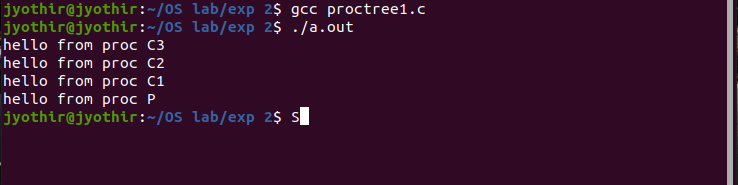 jyothir@jyothir:~/OS lab/exp 2$ gcc proctree1.c
jyothir@jyothir:~/OS lab/exp 2$ ./a.out
hello from proc C3
hello from proc C2
hello from proc C1
hello from proc P
jyothir@jyothir:~/OS lab/exp 2$ S